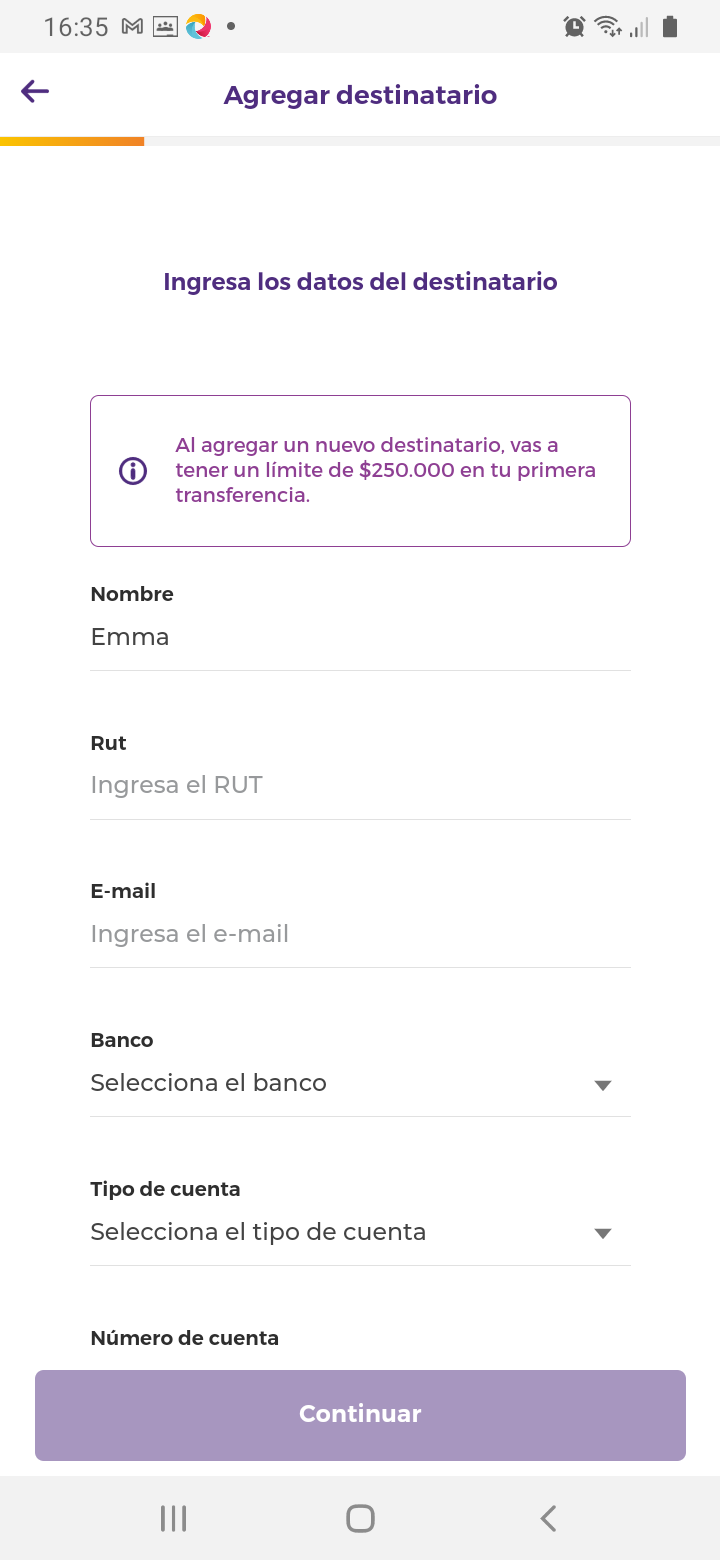 16:35
Agregar destinatario
Ingresa los datos del destinatario
Al agregar un nuevo destinatario, vas a
tener un límite de $250.000 en tu primera
transferencia.
Nombre
Emma
Rut
Ingresa el RUT
E-mail
Ingresa el e-mail
Banco
Selecciona el banco
Tipo de cuenta
Selecciona el tipo de cuenta
Número de cuenta
Continuar